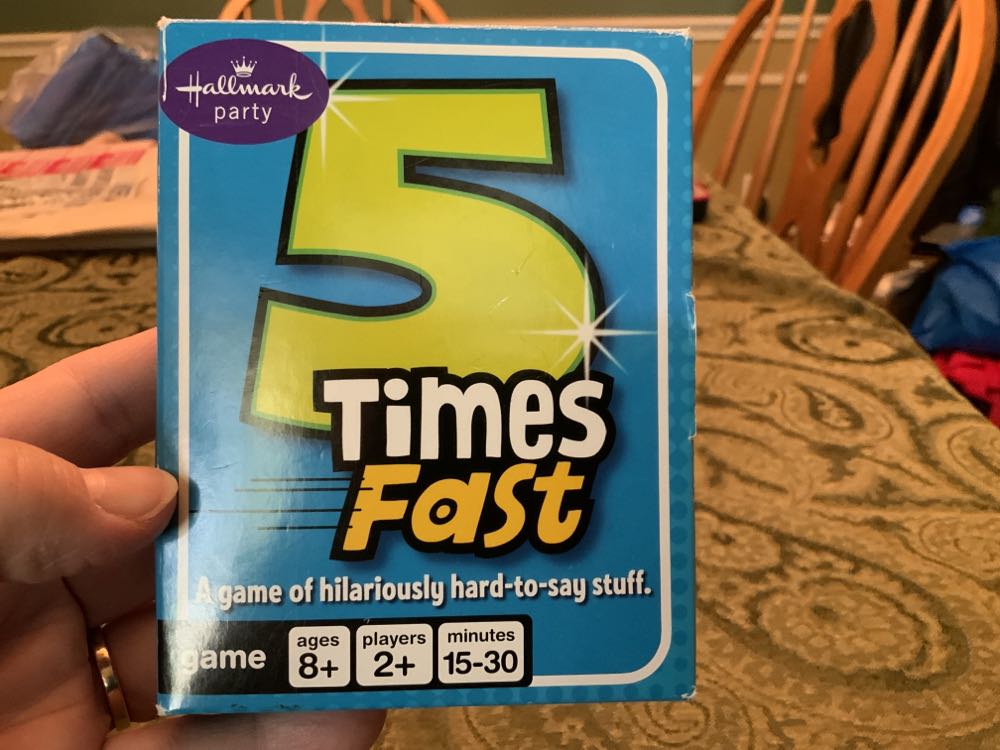 Hallmark
party
5
Times
Fast
A game of hilariously hard-to-say stuff.
game
ages
8+
players
2+
minutes
15-30